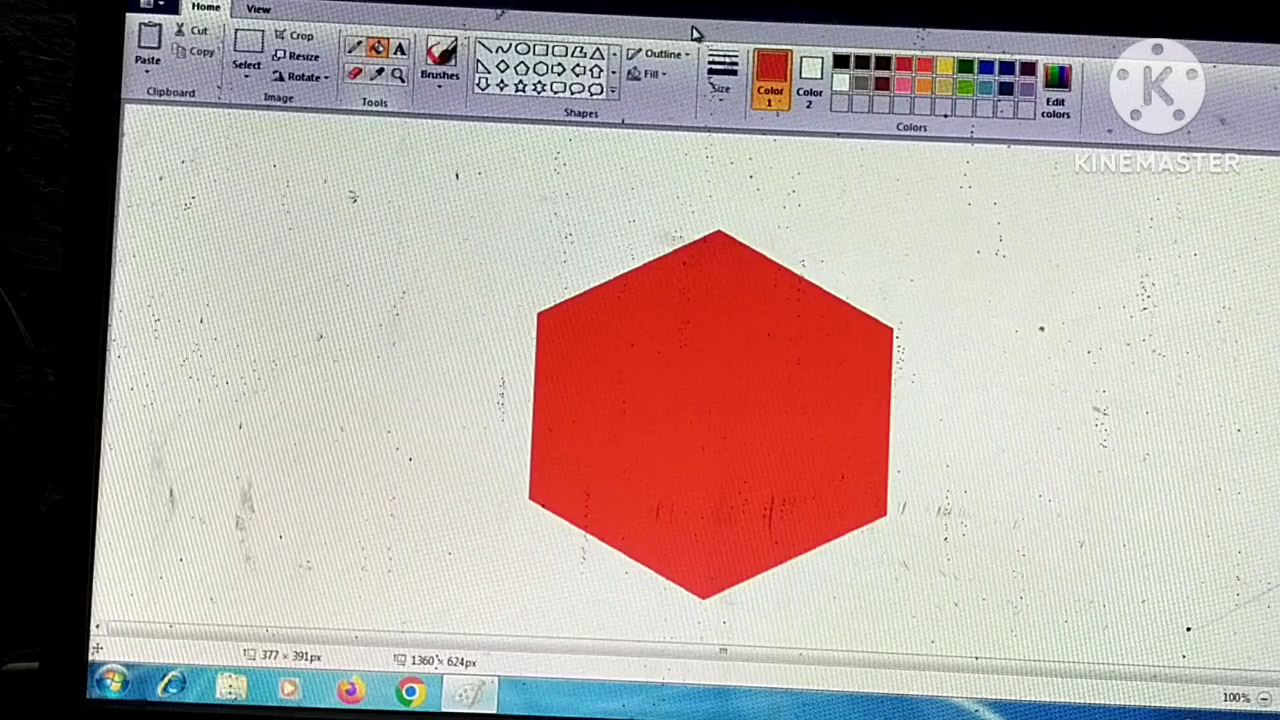 Home View
Paste
Cut
Copy
Clipboard
Select
Crop
Resize
Rotate
Image
A
Tools
Brushes
Outline
Fill
Shapes
Size
Color 1
Color 2
Colors
Edit colors
K
KINEMASTER
377 × 391px
1360 × 624px
100%